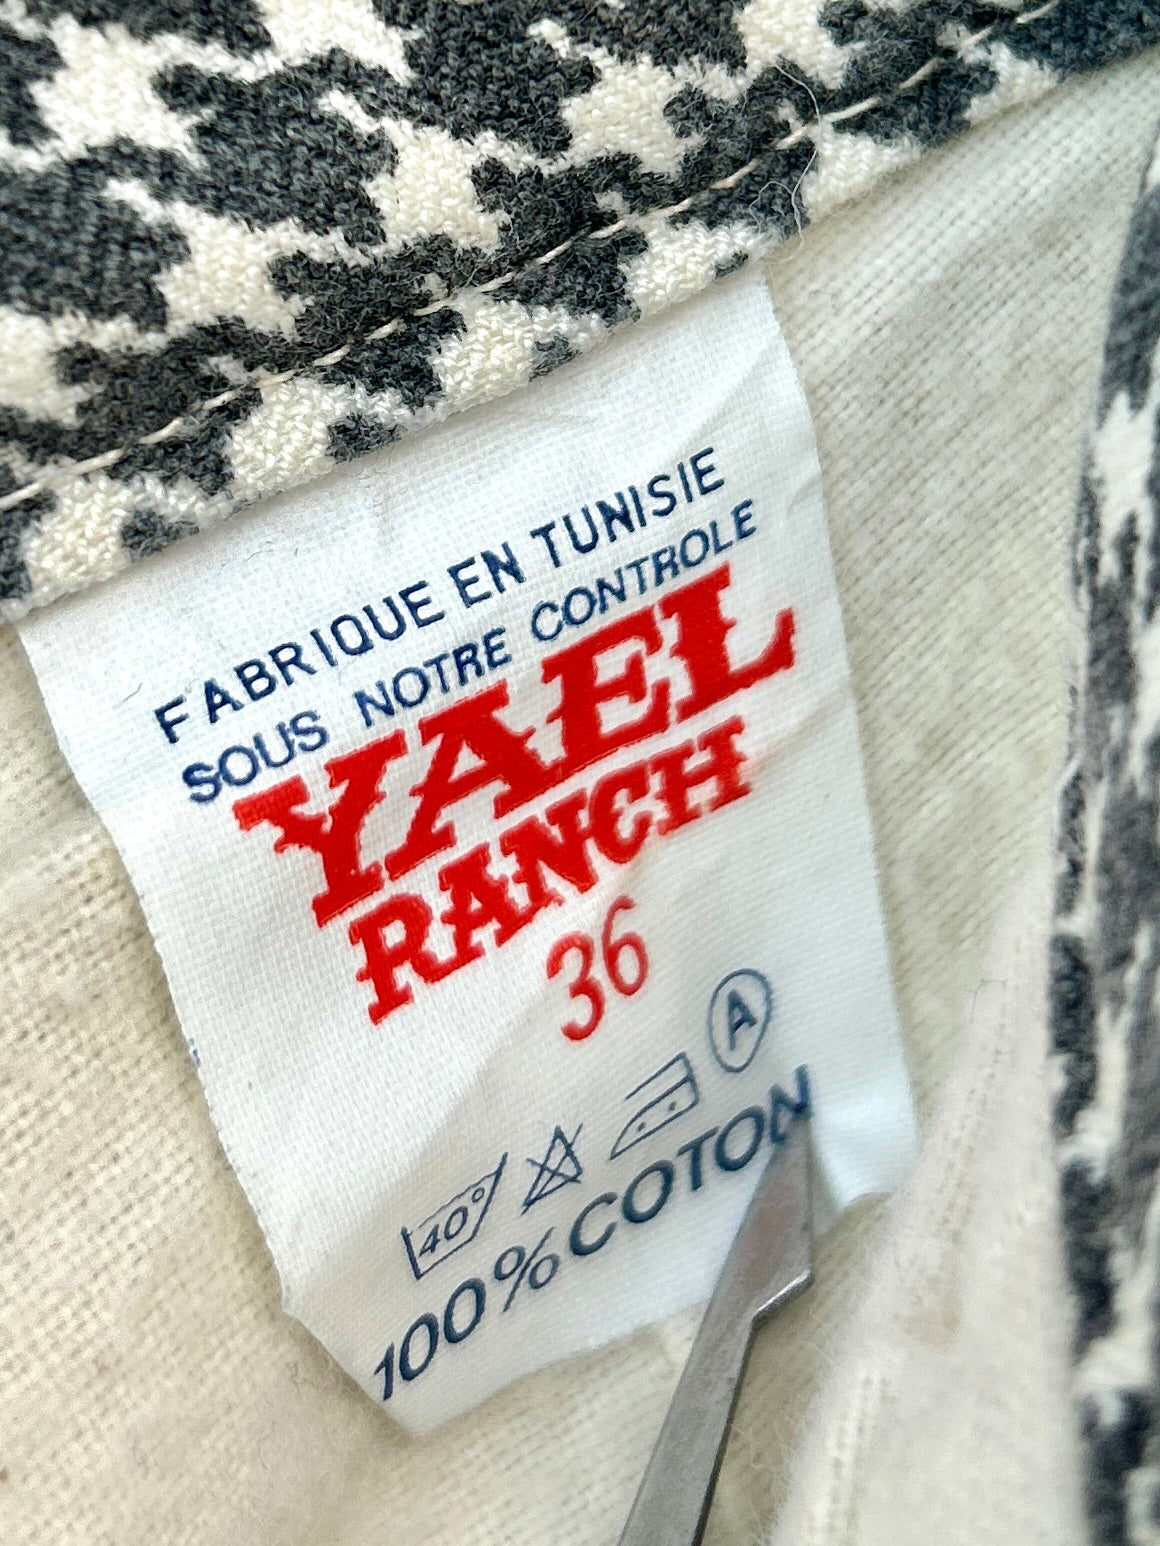 FABRIQUE EN TUNISIE
SOUS NOTRE CONTROLE
YAEL
RANCH
36
40° A
100% COTON